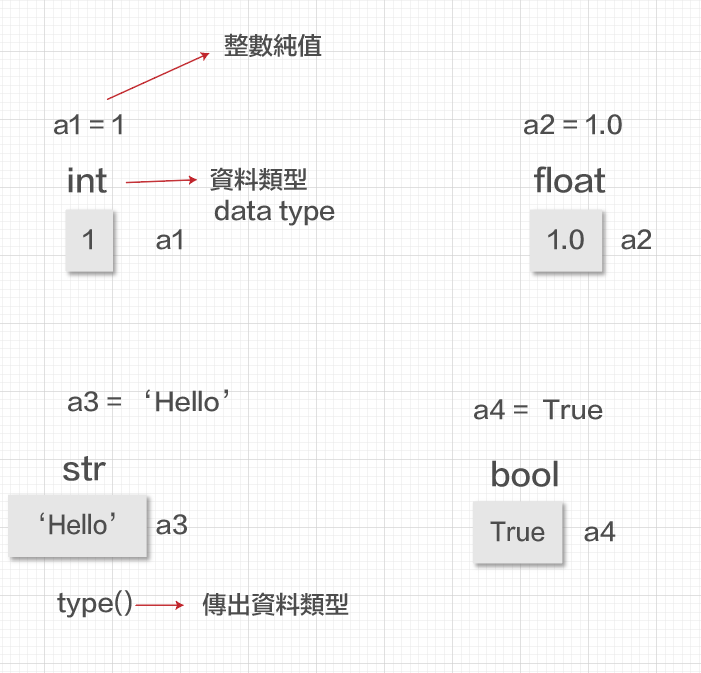 整數純值
a1 = 1
a2 = 1.0
int
資料類型
data type
float
1
a1
1.0
a2
a3 = ‘Hello’
a4 = True
str
bool
‘Hello’
a3
True
a4
type()
傳出資料類型